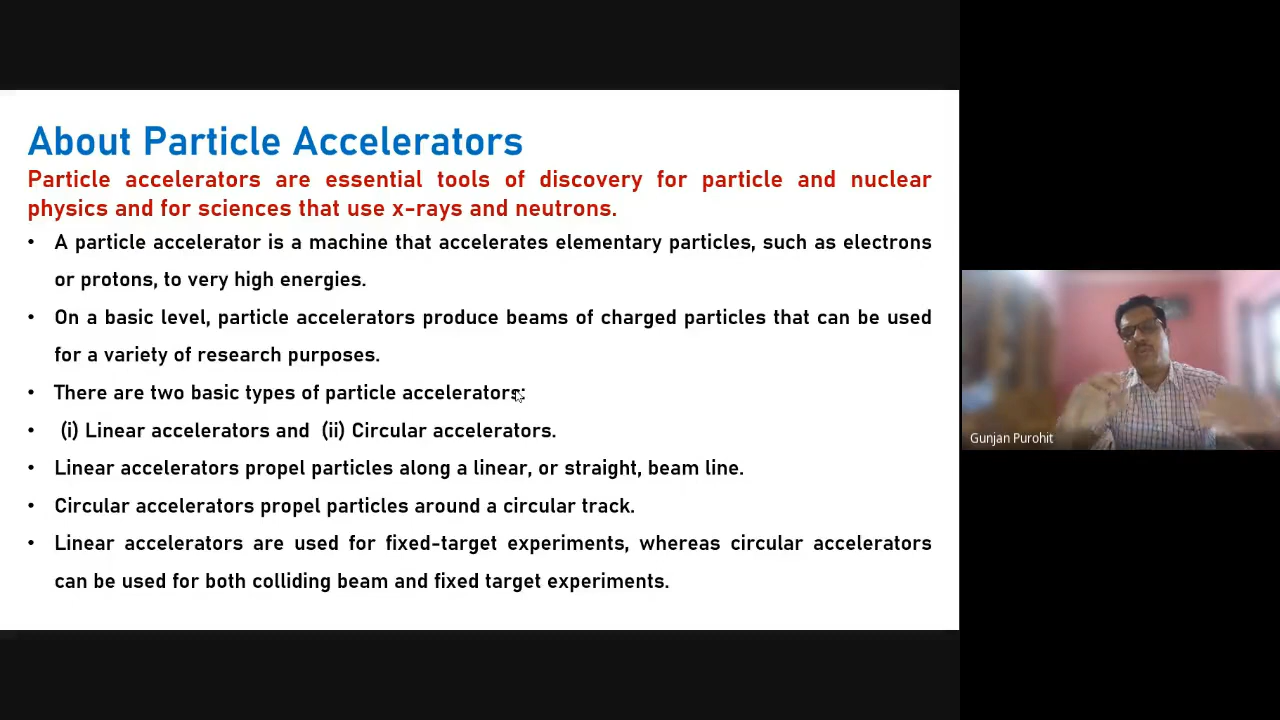 About Particle Accelerators
Particle accelerators are essential tools of discovery for particle and nuclear
physics and for sciences that use x-rays and neutrons.
• A particle accelerator is a machine that accelerates elementary particles, such as electrons
or protons, to very high energies.
• On a basic level, particle accelerators produce beams of charged particles that can be used
for a variety of research purposes.
• There are two basic types of particle accelerators:
• (i) Linear accelerators and (ii) Circular accelerators.
• Linear accelerators propel particles along a linear, or straight, beam line.
• Circular accelerators propel particles around a circular track.
• Linear accelerators are used for fixed-target experiments, whereas circular accelerators
can be used for both colliding beam and fixed target experiments.
Gunjan Purohit